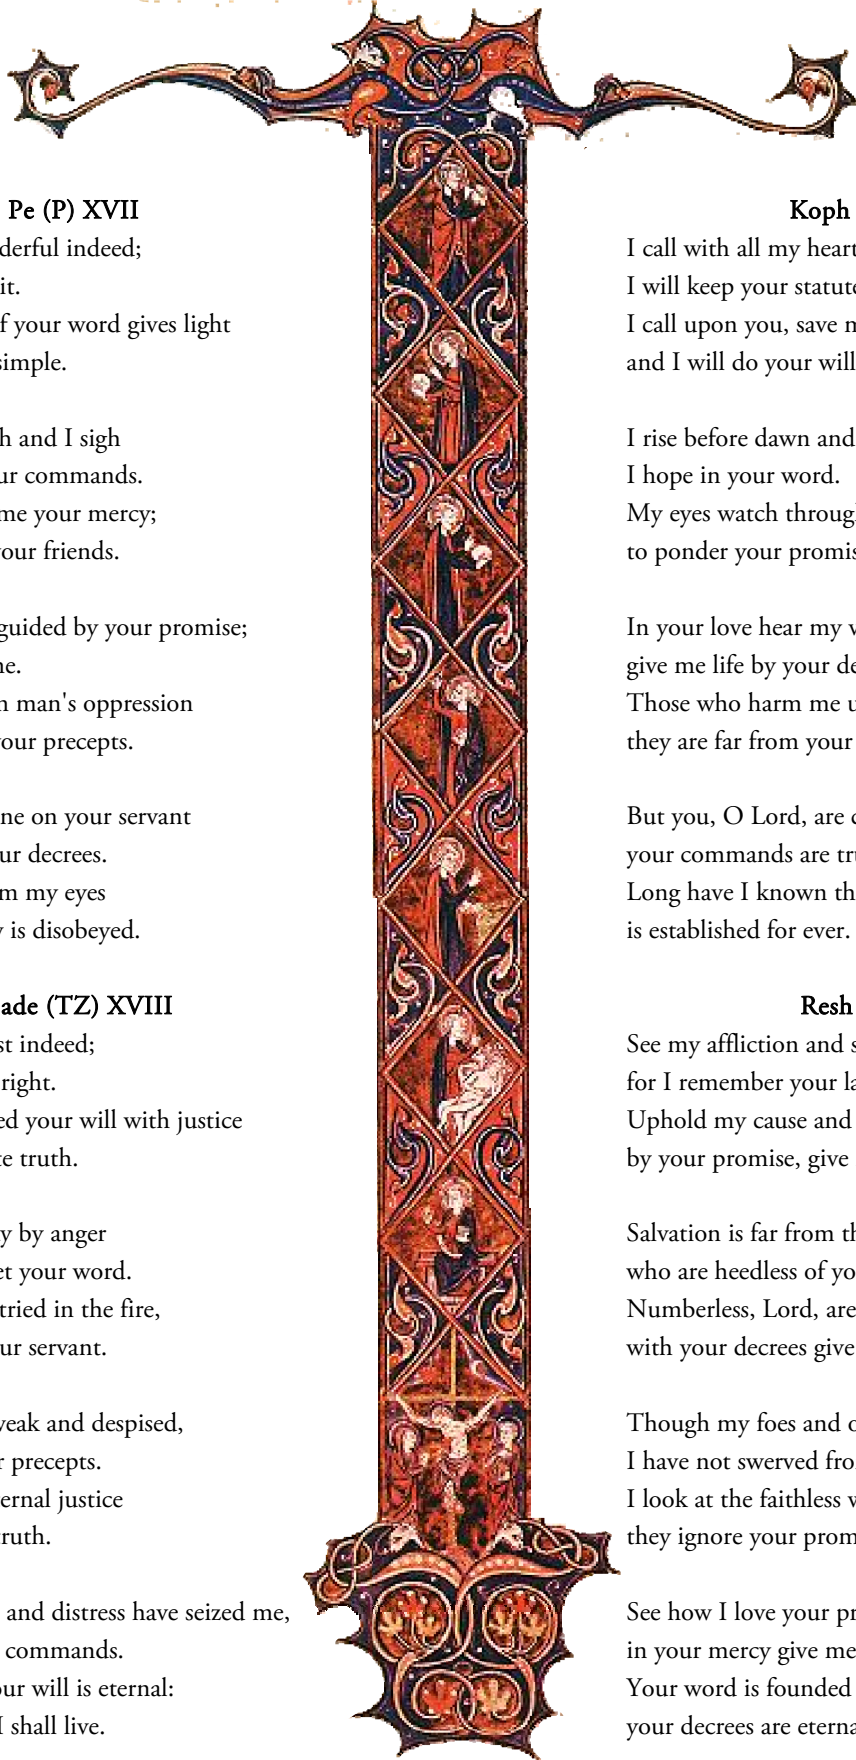 Pe (P) XVII
derful indeed;
it.
f your word gives light
simple.
h and I sigh
ur commands.
me your mercy;
your friends.
guided by your promise;
ne.
n man's oppression
your precepts.
ne on your servant
ur decrees.
m my eyes
y is disobeyed.
ade (TZ) XVIII
st indeed;
right.
ed your will with justice
te truth.
y by anger
et your word.
tried in the fire,
ur servant.
weak and despised,
r precepts.
ernal justice
truth.
and distress have seized me,
commands.
ur will is eternal:
I shall live.
Koph
I call with all my heart
I will keep your statute
I call upon you, save m
and I will do your will
I rise before dawn and
I hope in your word.
My eyes watch throug
to ponder your promis
In your love hear my v
give me life by your de
Those who harm me u
they are far from your
But you, O Lord, are c
your commands are tru
Long have I known th
is established for ever.
Resh
See my affliction and s
for I remember your la
Uphold my cause and
by your promise, give
Salvation is far from th
who are heedless of yo
Numberless, Lord, are
with your decrees give
Though my foes and o
I have not swerved fro
I look at the faithless w
they ignore your prom
See how I love your pr
in your mercy give me
Your word is founded
your decrees are eterna